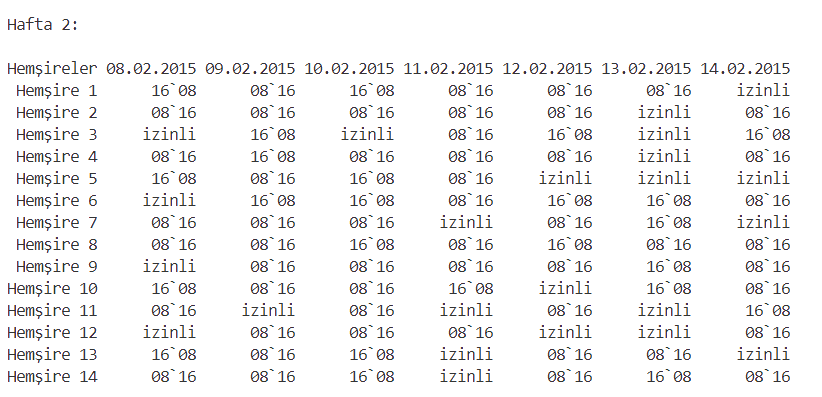 Hafta 2:
Hemşireler 08.02.2015 09.02.2015 10.02.2015 11.02.2015 12.02.2015 13.02.2015 14.02.2015
Hemşire 1 16`08 08`16 16`08 08`16 08`16 08`16 izinli
Hemşire 2 08`16 08`16 08`16 08`16 08`16 izinli 08`16
Hemşire 3 izinli 16`08 izinli 08`16 16`08 izinli 16`08
Hemşire 4 08`16 16`08 08`16 08`16 08`16 izinli 08`16
Hemşire 5 16`08 08`16 16`08 08`16 izinli izinli izinli
Hemşire 6 izinli 16`08 16`08 08`16 16`08 16`08 08`16
Hemşire 7 08`16 08`16 08`16 izinli 08`16 16`08 izinli
Hemşire 8 08`16 08`16 16`08 08`16 16`08 08`16 08`16
Hemşire 9 izinli 08`16 08`16 08`16 08`16 16`08 08`16
Hemşire 10 16`08 08`16 08`16 16`08 izinli 16`08 08`16
Hemşire 11 08`16 izinli 08`16 izinli 08`16 izinli 16`08
Hemşire 12 izinli 08`16 08`16 08`16 izinli izinli 08`16
Hemşire 13 16`08 08`16 16`08 izinli 08`16 08`16 izinli
Hemşire 14 08`16 08`16 16`08 izinli 08`16 16`08 08`16